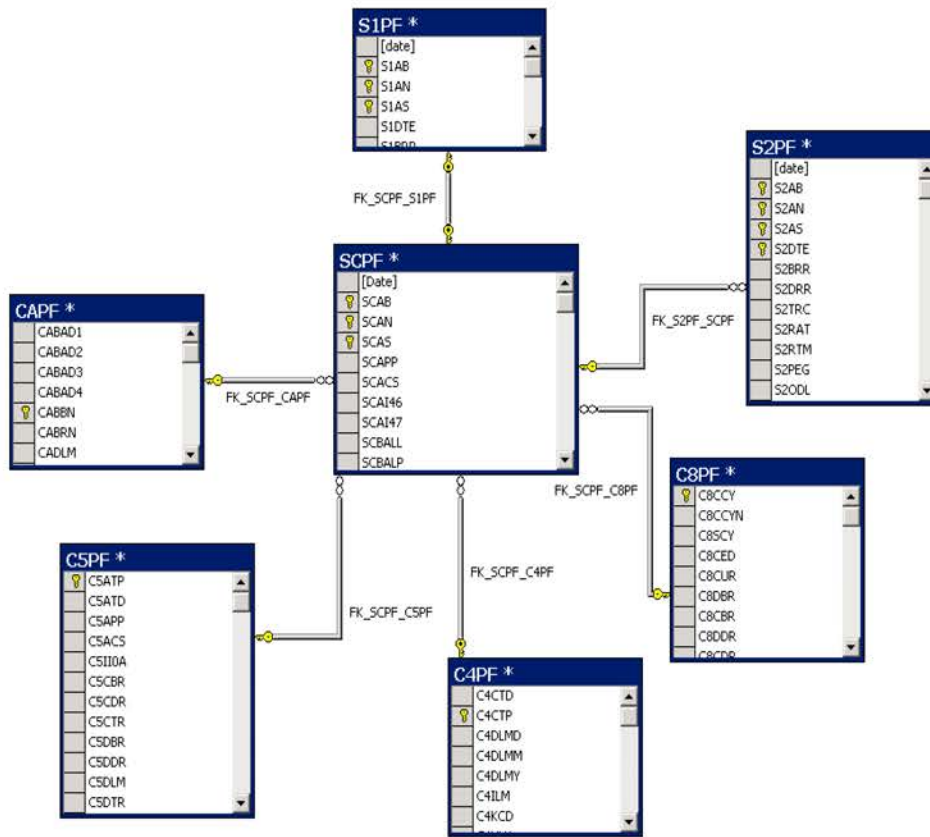 S1PF *
[date]
S1AB
S1AN
S1AS
S1DTE
FK_SCPF_S1PF
S2PF *
[date]
S2AB
S2AN
S2AS
S2DTE
S2BRR
S2DRR
S2TRC
S2RAT
S2RTM
S2PEG
S2ODL
FK_S2PF_SCPF
SCPF *
[Date]
SCAB
SCAN
SCAS
SCAPP
SCACS
SCAI46
SCAI47
SCBALL
SCBALP
CAPF *
CABAD1
CABAD2
CABAD3
CABAD4
CABBN
CABRN
CADLM
FK_SCPF_CAPF
FK_SCPF_C8PF
C8PF *
C8CCY
C8CCYN
C8SCY
C8CED
C8CUR
C8DBR
C8CBR
C8DDR
C8CDR
C5PF *
C5ATP
C5ATD
C5APP
C5ACS
C5II0A
C5CBR
C5CDR
C5CTR
C5DBR
C5DDR
C5DLM
C5DTR
FK_SCPF_C5PF
FK_SCPF_C4PF
C4PF *
C4CTD
C4CTP
C4DLMD
C4DLMM
C4DLMY
C4ILM
C4KCD